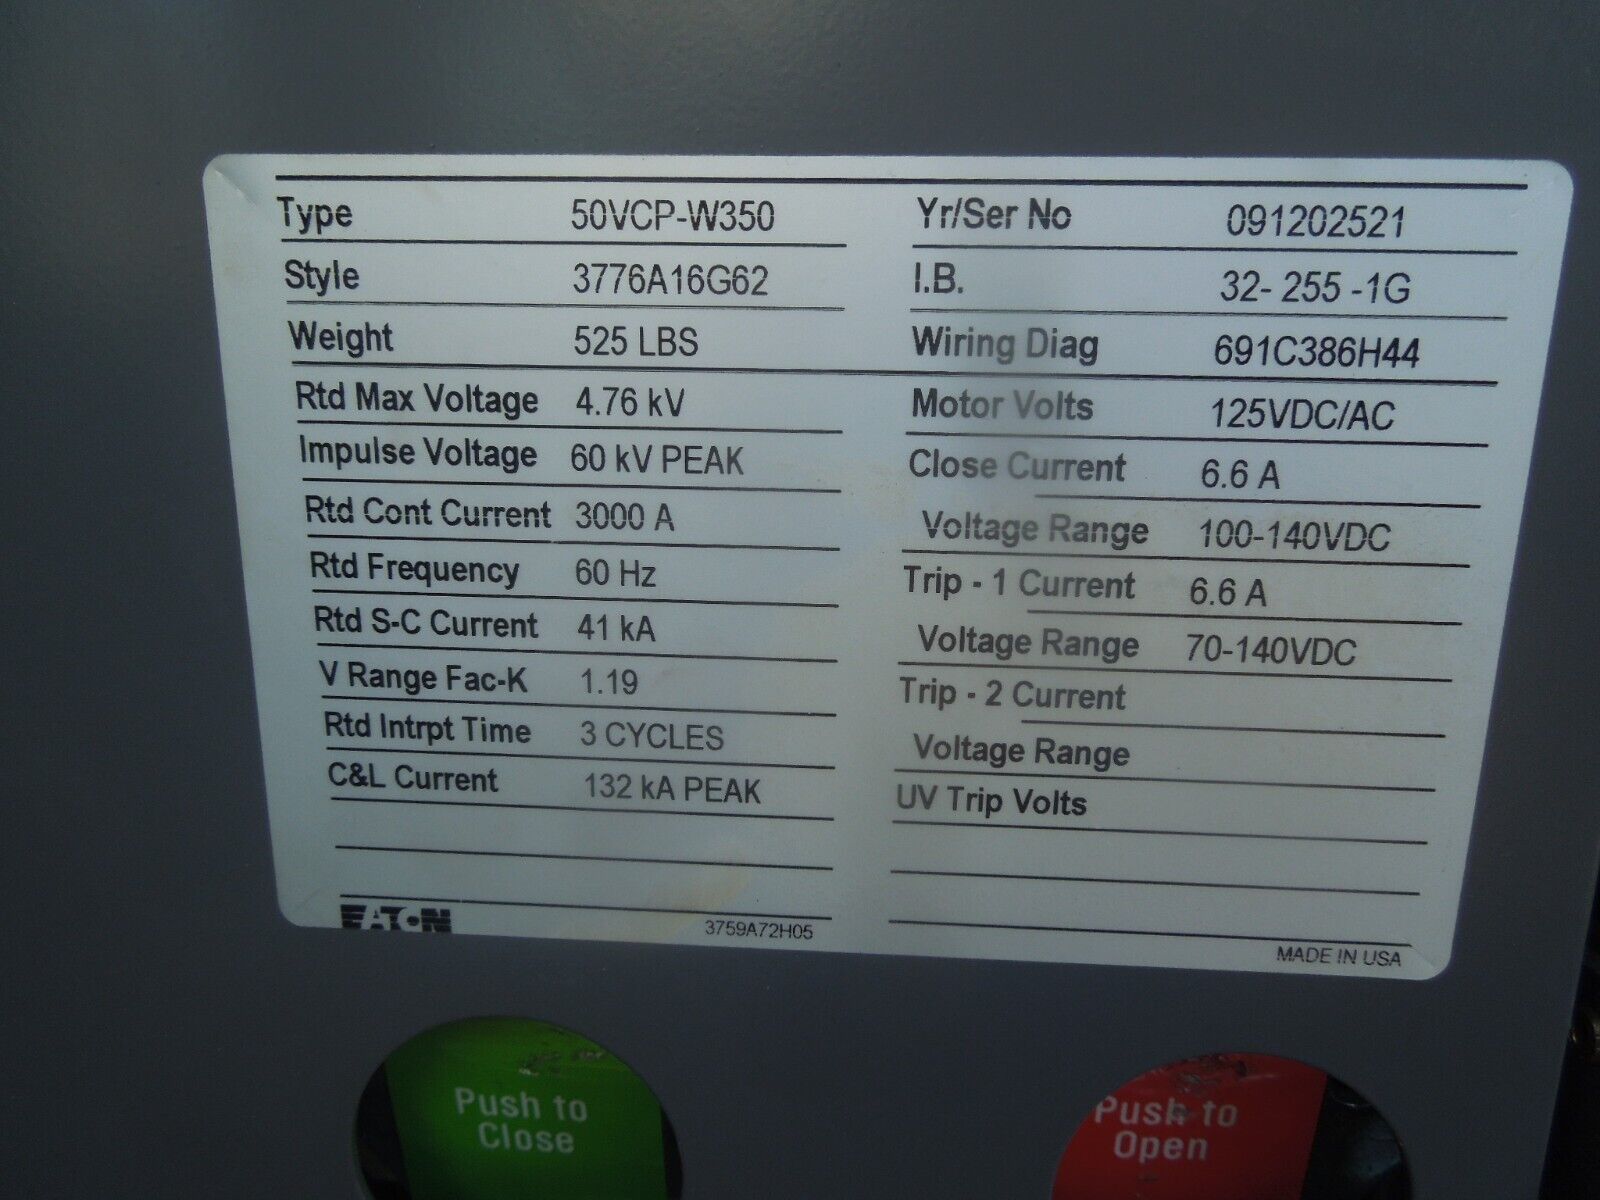 Type 50VCP-W350 Yr/Ser No 091202521
Style 3776A16G62 I.B. 32- 255 -1G
Weight 525 LBS Wiring Diag 691C386H44
Rtd Max Voltage 4.76 kV Motor Volts 125VDC/AC
Impulse Voltage 60 kV PEAK Close Current 6.6 A
Rtd Cont Current 3000 A Voltage Range 100-140VDC
Rtd Frequency 60 Hz Trip - 1 Current 6.6 A
Rtd S-C Current 41 kA Voltage Range 70-140VDC
V Range Fac-K 1.19 Trip - 2 Current
Rtd Intrpt Time 3 CYCLES Voltage Range
C&L Current 132 kA PEAK UV Trip Volts
EATON 3759A72H05 MADE IN USA
Push to Push to
Close Open